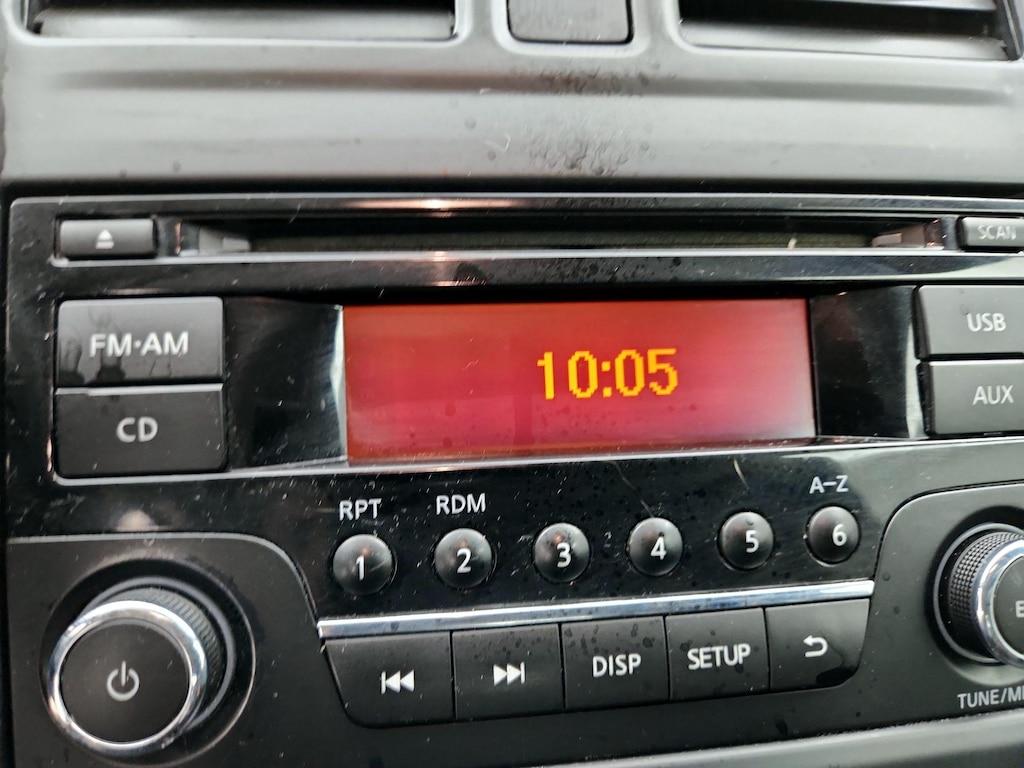 SCAN
FM·AM
USB
10:05
AUX
CD
RPT
RDM
A-Z
1
2
3
4
5
6
DISP
SETUP